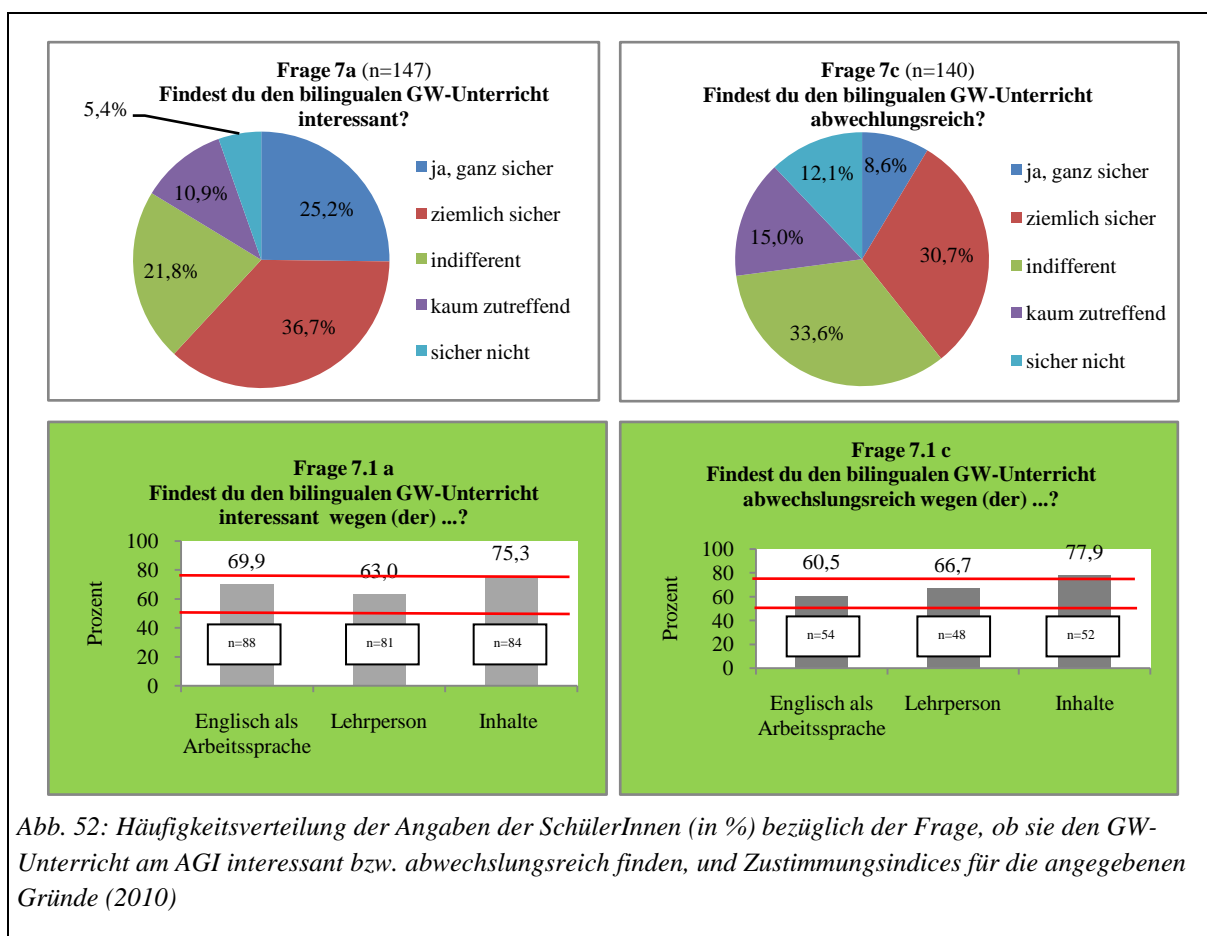 Frage 7a (n=147)
Findest du den bilingualen GW-Unterricht
interessant?
5,4%
10,9%
25,2%
21,8%
36,7%
ja, ganz sicher
ziemlich sicher
indifferent
kaum zutreffend
sicher nicht
Frage 7c (n=140)
Findest du den bilingualen GW-Unterricht
abwechlungsreich?
12,1%
8,6%
15,0%
30,7%
33,6%
ja, ganz sicher
ziemlich sicher
indifferent
kaum zutreffend
sicher nicht
Frage 7.1 a
Findest du den bilingualen GW-Unterricht
interessant wegen (der) ...?
Prozent
100
80
60
40
20
0
69,9
63,0
75,3
n=88
n=81
n=84
Englisch als
Arbeitssprache
Lehrperson
Inhalte
Frage 7.1 c
Findest du den bilingualen GW-Unterricht
abwechslungsreich wegen (der) ...?
Prozent
100
80
60
40
20
0
60,5
66,7
77,9
n=54
n=48
n=52
Englisch als
Arbeitssprache
Lehrperson
Inhalte
Abb. 52: Häufigkeitsverteilung der Angaben der SchülerInnen (in %) bezüglich der Frage, ob sie den GW-
Unterricht am AGI interessant bzw. abwechslungsreich finden, und Zustimmungsindices für die angegebenen
Gründe (2010)